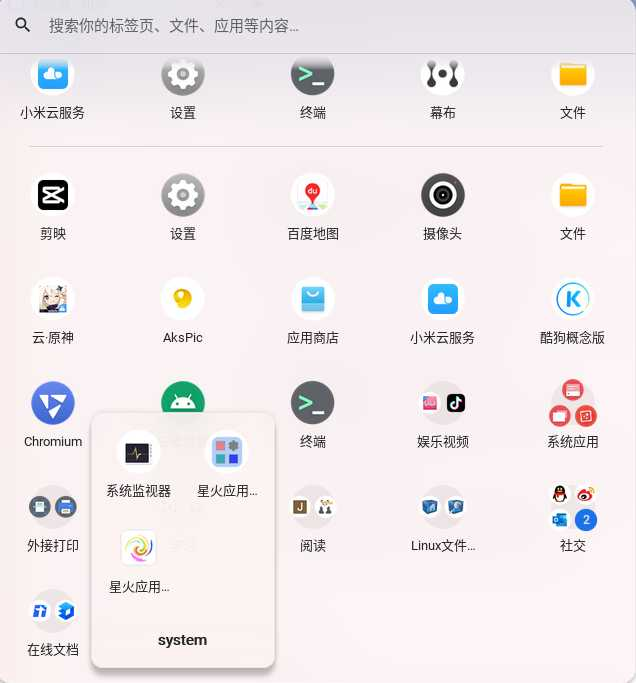 搜索你的标签页、文件、应用等内容...
小米云服务 设置 终端 幕布 文件
剪映 设置 百度地图 摄像头 文件
云·原神 AksPic 应用商店 小米云服务 酷狗概念版
Chromium 终端 娱乐视频 系统应用
系统监视器 星火应用...
外接打印 阅读 Linux文件... 社交
2
星火应用...
在线文档
system